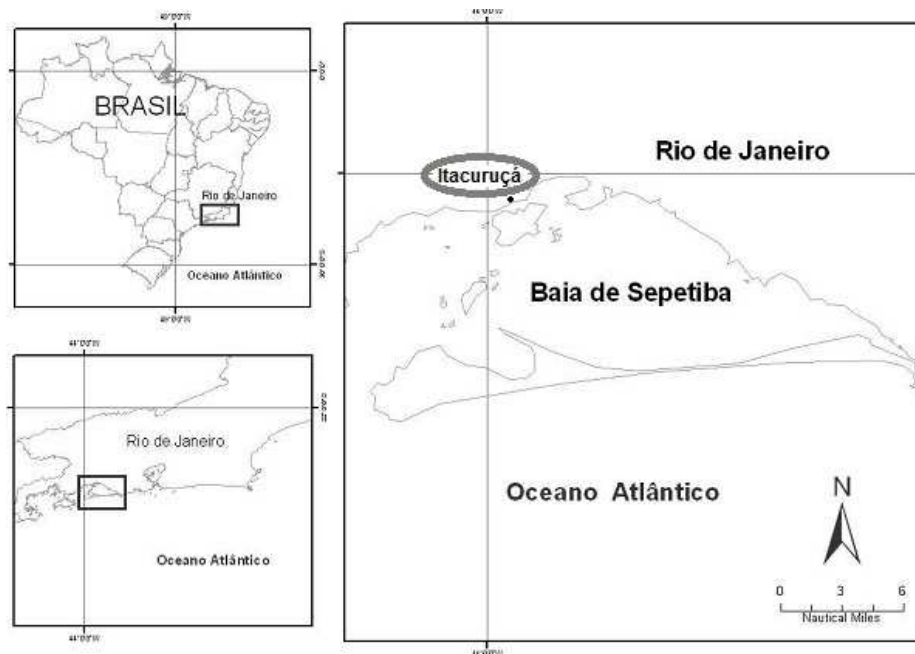 BRASIL
Rio de Janeiro
Oceano Atlântico
Rio de Janeiro
Oceano Atlântico
Rio de Janeiro
Itacuruçá
Baia de Sepetiba
Oceano Atlântico
N
0 3 6
Nautical Miles